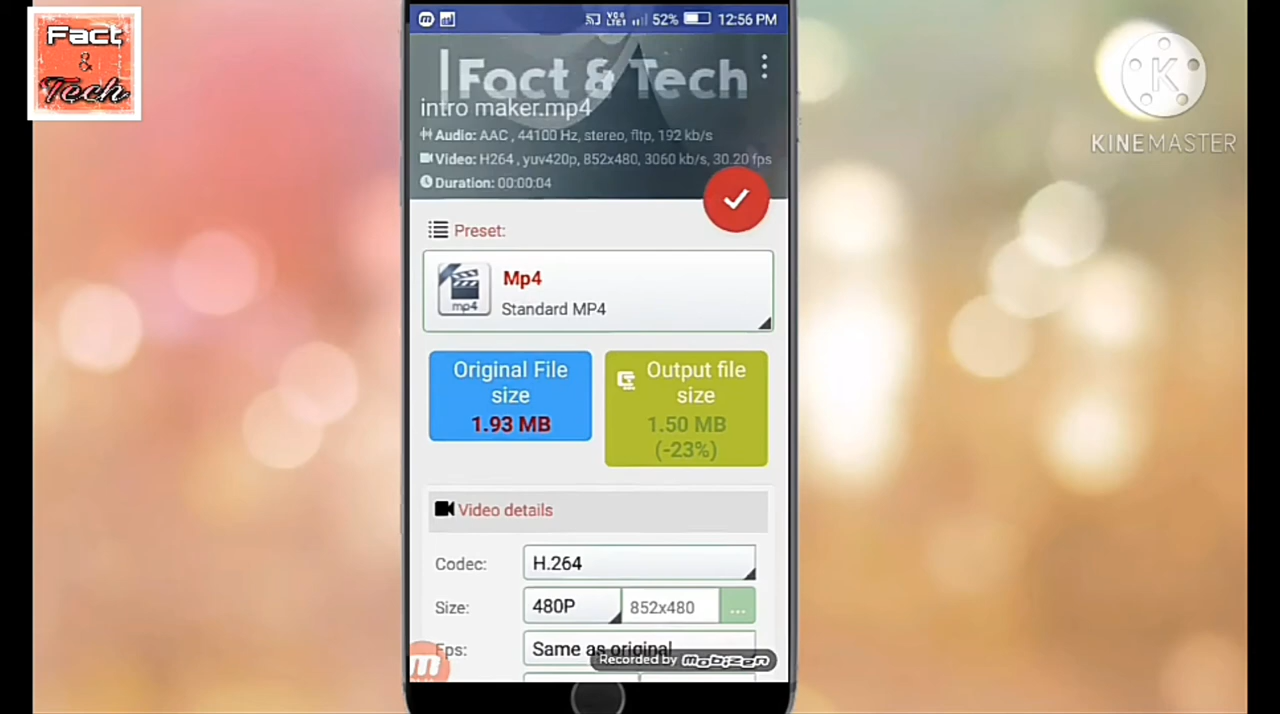 Fact
&
Tech
VoB
LTE1
52%
12:56 PM
Fact & Tech
intro maker.mp4
Audio: AAC , 44100 Hz, stereo, fltp, 192 kb/s
Video: H264 , yuv420p, 852x480, 3060 kb/s, 30.20 fps
Duration: 00:00:04
Preset:
mp4
Mp4
Standard MP4
Original File
size
1.93 MB
Output file
size
1.50 MB
(-23%)
Video details
Codec:
H.264
Size:
480P
852x480
...
Fps:
Same as original
Recorded by mobizen
K
KINEMASTER